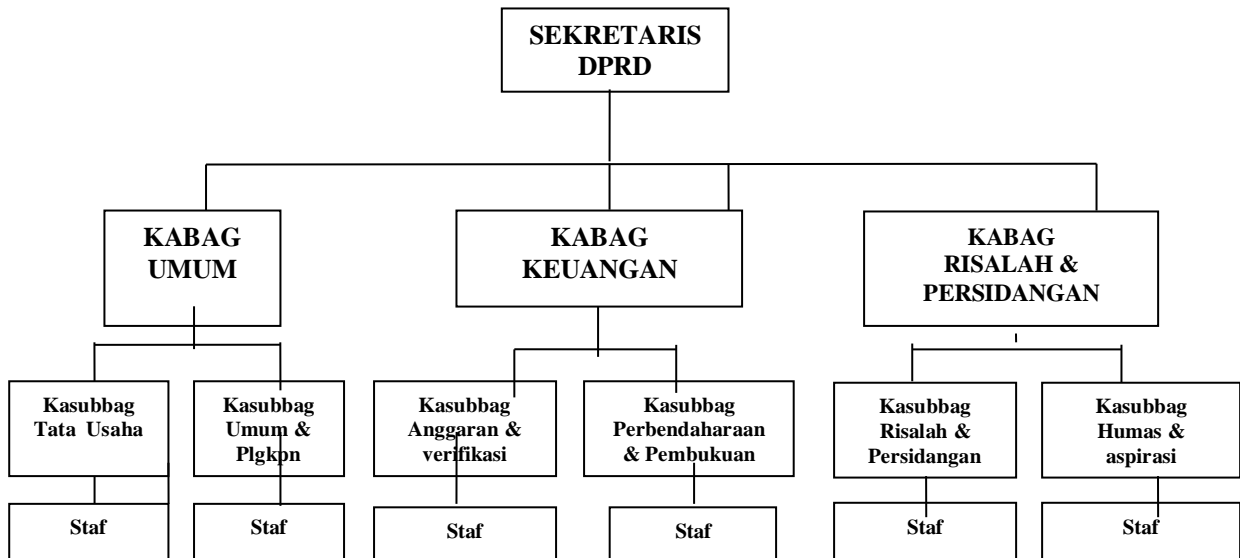 SEKRETARIS
DPRD
KABAG
UMUM
KABAG
KEUANGAN
KABAG
RISALAH &
PERSIDANGAN
Kasubbag
Tata Usaha
Kasubbag
Umum &
Plgkpn
Kasubbag
Anggaran &
verifikasi
Kasubbag
Perbendaharaan
& Pembukuan
Kasubbag
Risalah &
Persidangan
Kasubbag
Humas &
aspirasi
Staf
Staf
Staf
Staf
Staf
Staf